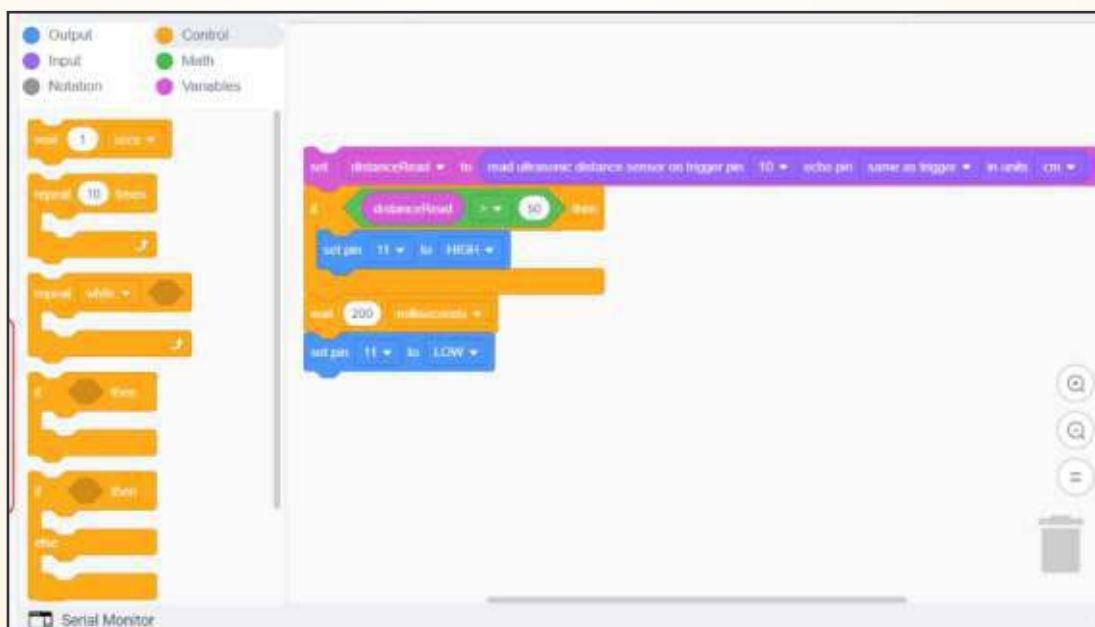 Output Control
Input Math
Notation Variables
wait 1 secs
repeat 10 times
repeat while
if then
if then
else
set distanceRead to read ultrasonic distance sensor on trigger pin 10 echo pin same as trigger in units cm
if distanceRead > 50 then
set pin 11 to HIGH
wait 200 milliseconds
set pin 11 to LOW
Serial Monitor